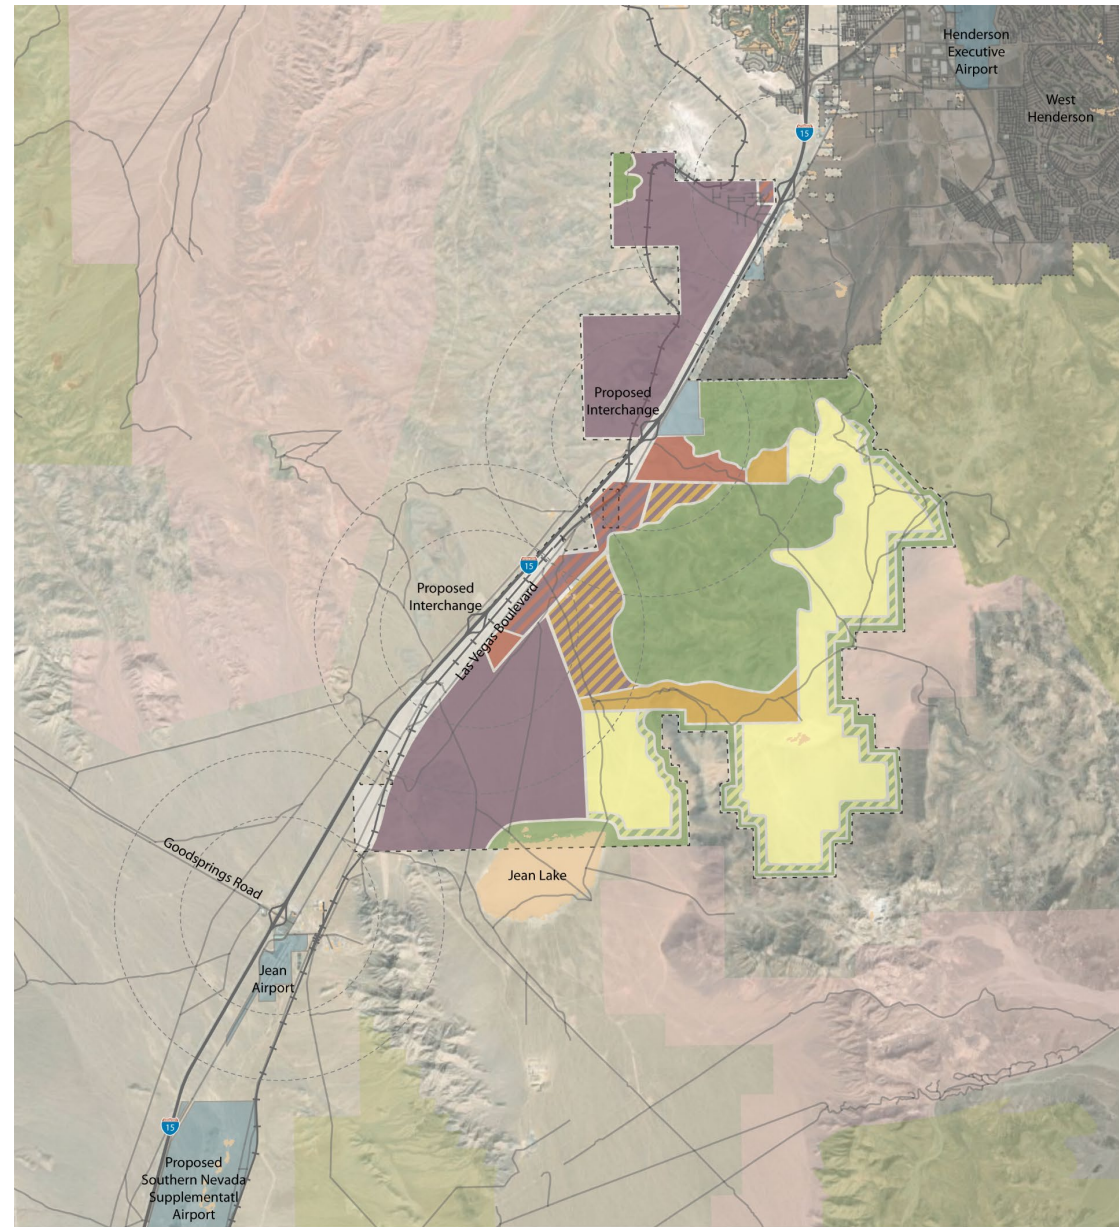 Henderson
Executive
Airport
West
Henderson
15
Proposed
Interchange
15
Proposed
Interchange
Las Vegas Boulevard
Goodsprings Road
Jean Lake
Jean
Airport
15
Proposed
Southern Nevada
Supplementatl
Airport